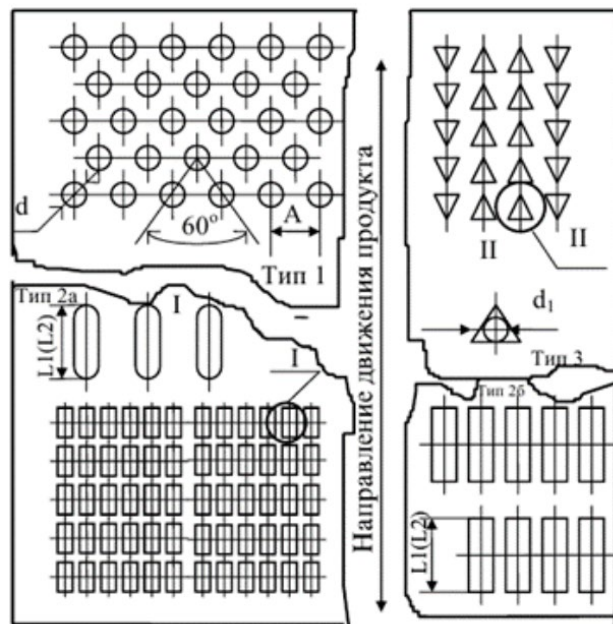 d
60°
A
Тип 1
Тип 2а
I
L1(L2)
I
Направление движения продукта
II
II
d₁
Тип 3
Тип 2б
L1(L2)